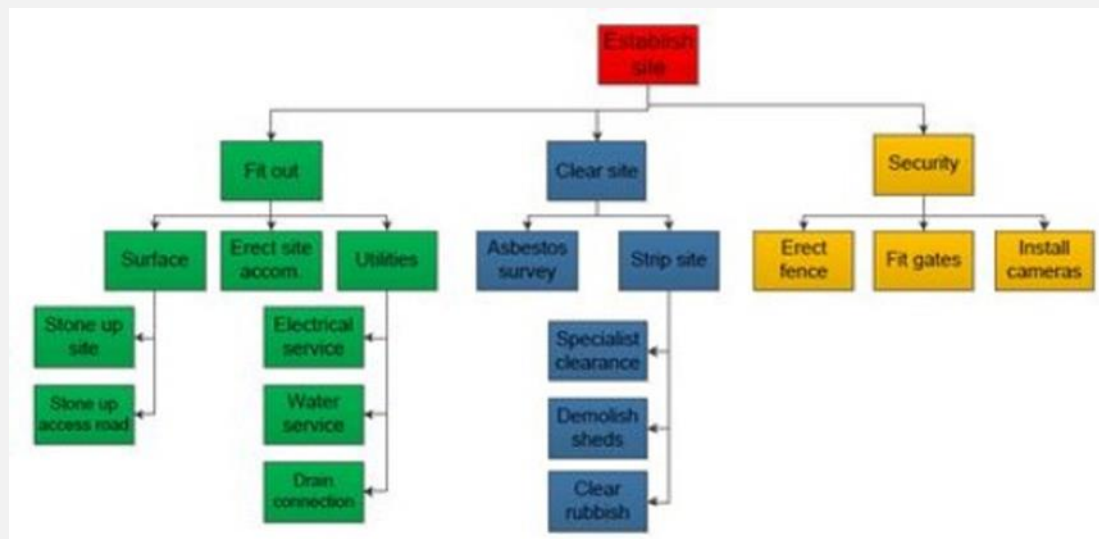 Establish
site
Fit out
Clear site
Security
Surface
Erect site
accom.
Utilities
Asbestos
survey
Strip site
Erect
fence
Fit gates
Install
cameras
Stone up
site
Electrical
service
Specialist
clearance
Stone up
access road
Water
service
Demolish
sheds
Drain
connection
Clear
rubbish